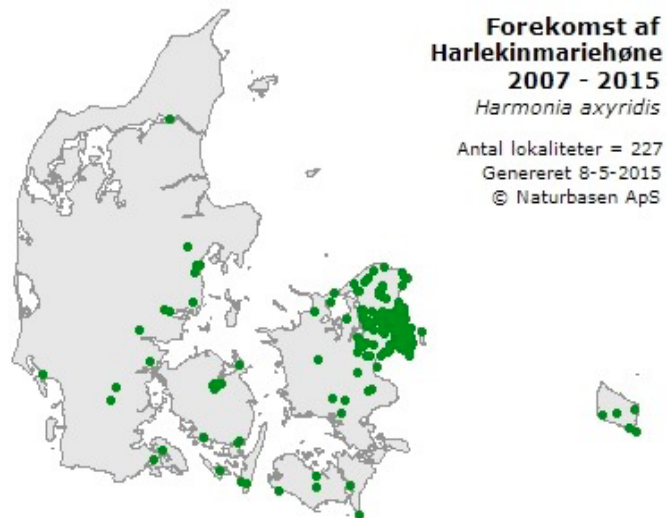 Forekomst af
Harlekinmariehøne
2007 - 2015
Harmonia axyridis
Antal lokaliteter = 227
Genereret 8-5-2015
© Naturbasen ApS